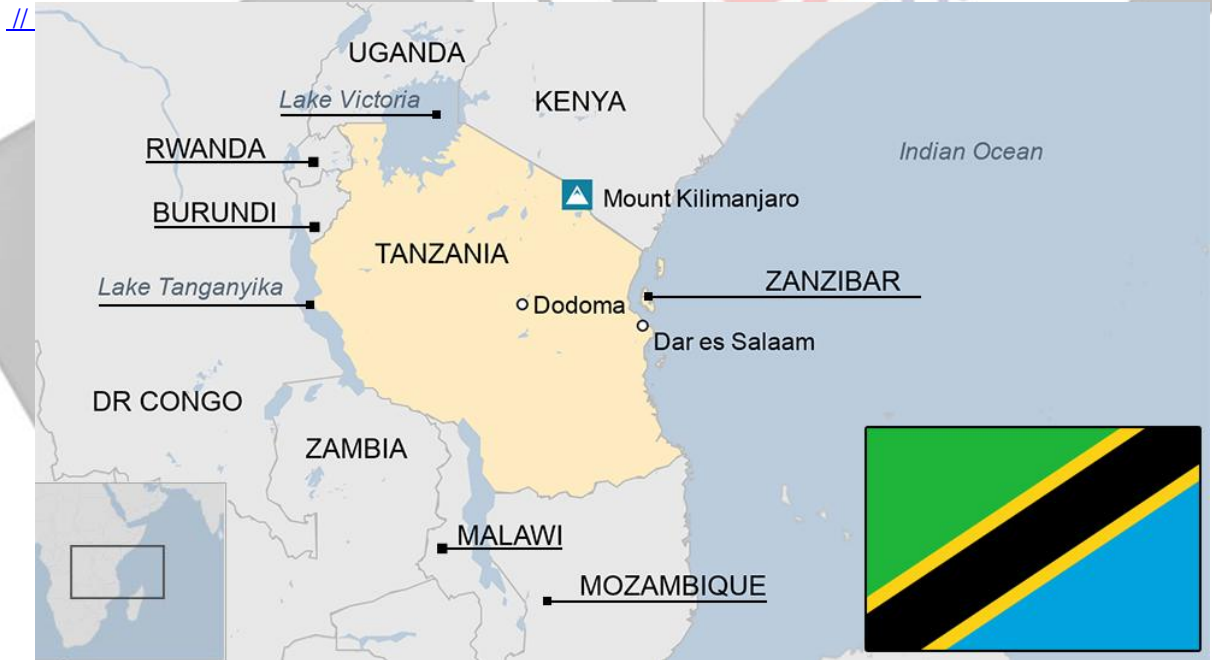 //
UGANDA
Lake Victoria
KENYA
RWANDA
Indian Ocean
Mount Kilimanjaro
BURUNDI
TANZANIA
ZANZIBAR
Lake Tanganyika
Dodoma
Dar es Salaam
DR CONGO
ZAMBIA
MALAWI
MOZAMBIQUE